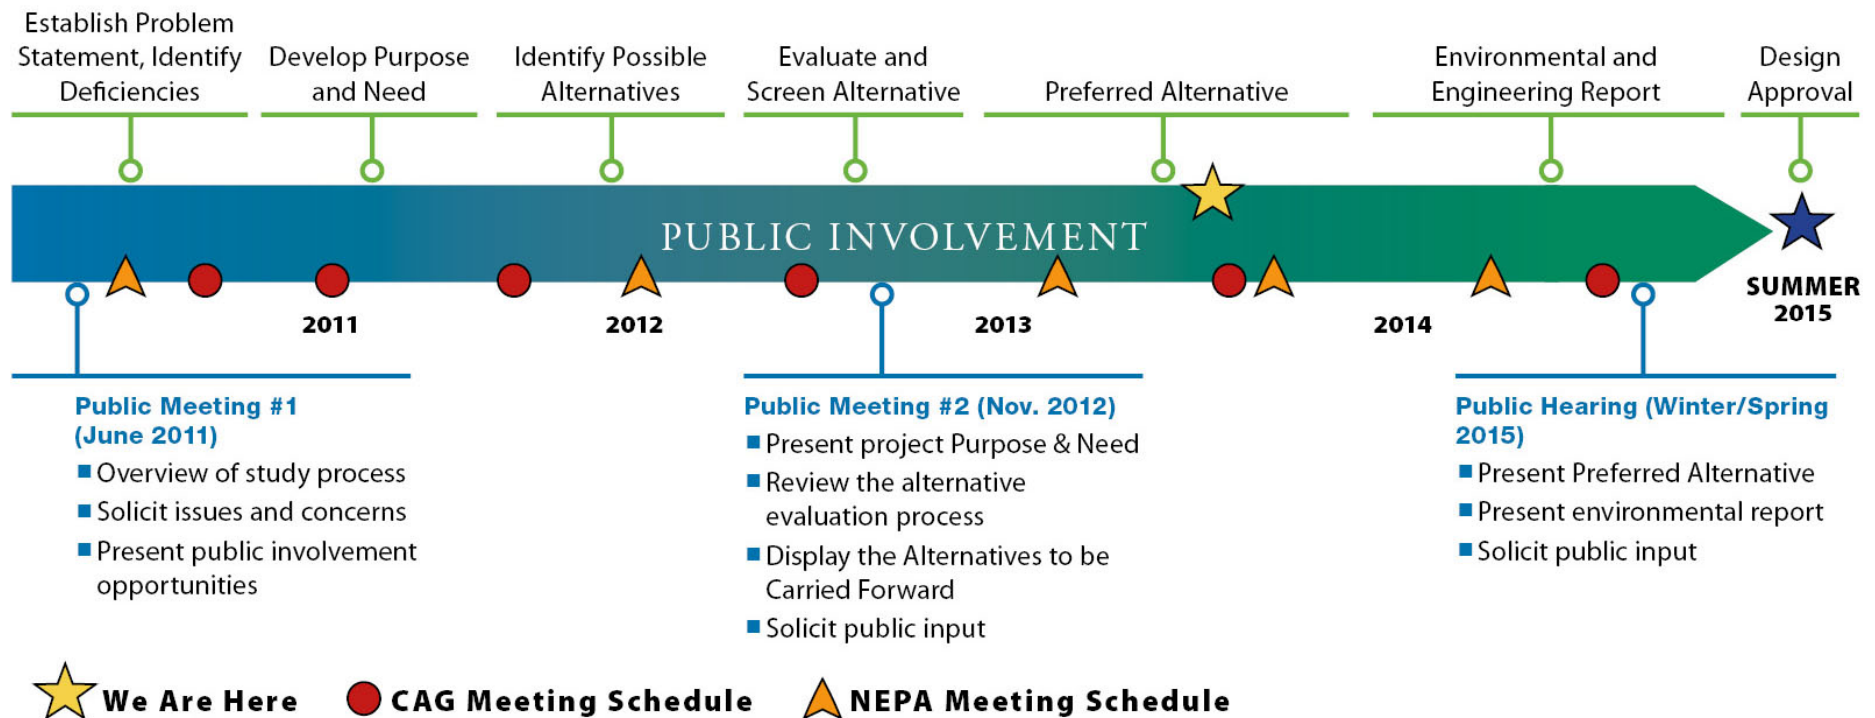 Establish Problem
Statement, Identify
Deficiencies
Develop Purpose
and Need
Identify Possible
Alternatives
Evaluate and
Screen Alternative
Preferred Alternative
Environmental and
Engineering Report
Design
Approval
PUBLIC INVOLVEMENT
2011
2012
2013
2014
SUMMER
2015
Public Meeting #1
(June 2011)
Overview of study process
Solicit issues and concerns
Present public involvement
opportunities
Public Meeting #2 (Nov. 2012)
Present project Purpose & Need
Review the alternative
evaluation process
Display the Alternatives to be
Carried Forward
Solicit public input
Public Hearing (Winter/Spring
2015)
Present Preferred Alternative
Present environmental report
Solicit public input
We Are Here
CAG Meeting Schedule
NEPA Meeting Schedule